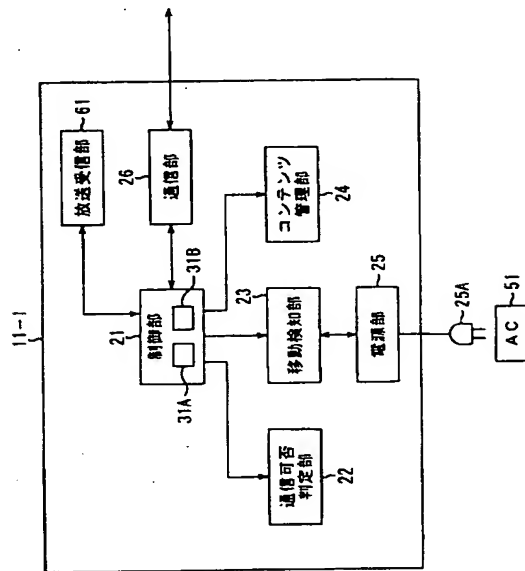 11-1
放送受信部
61
26
通信部
21
制御部
31A
31B
コンテンツ
管理部
24
23
移動検知部
25
電源部
25A
51
AC
通信可否
判定部
22